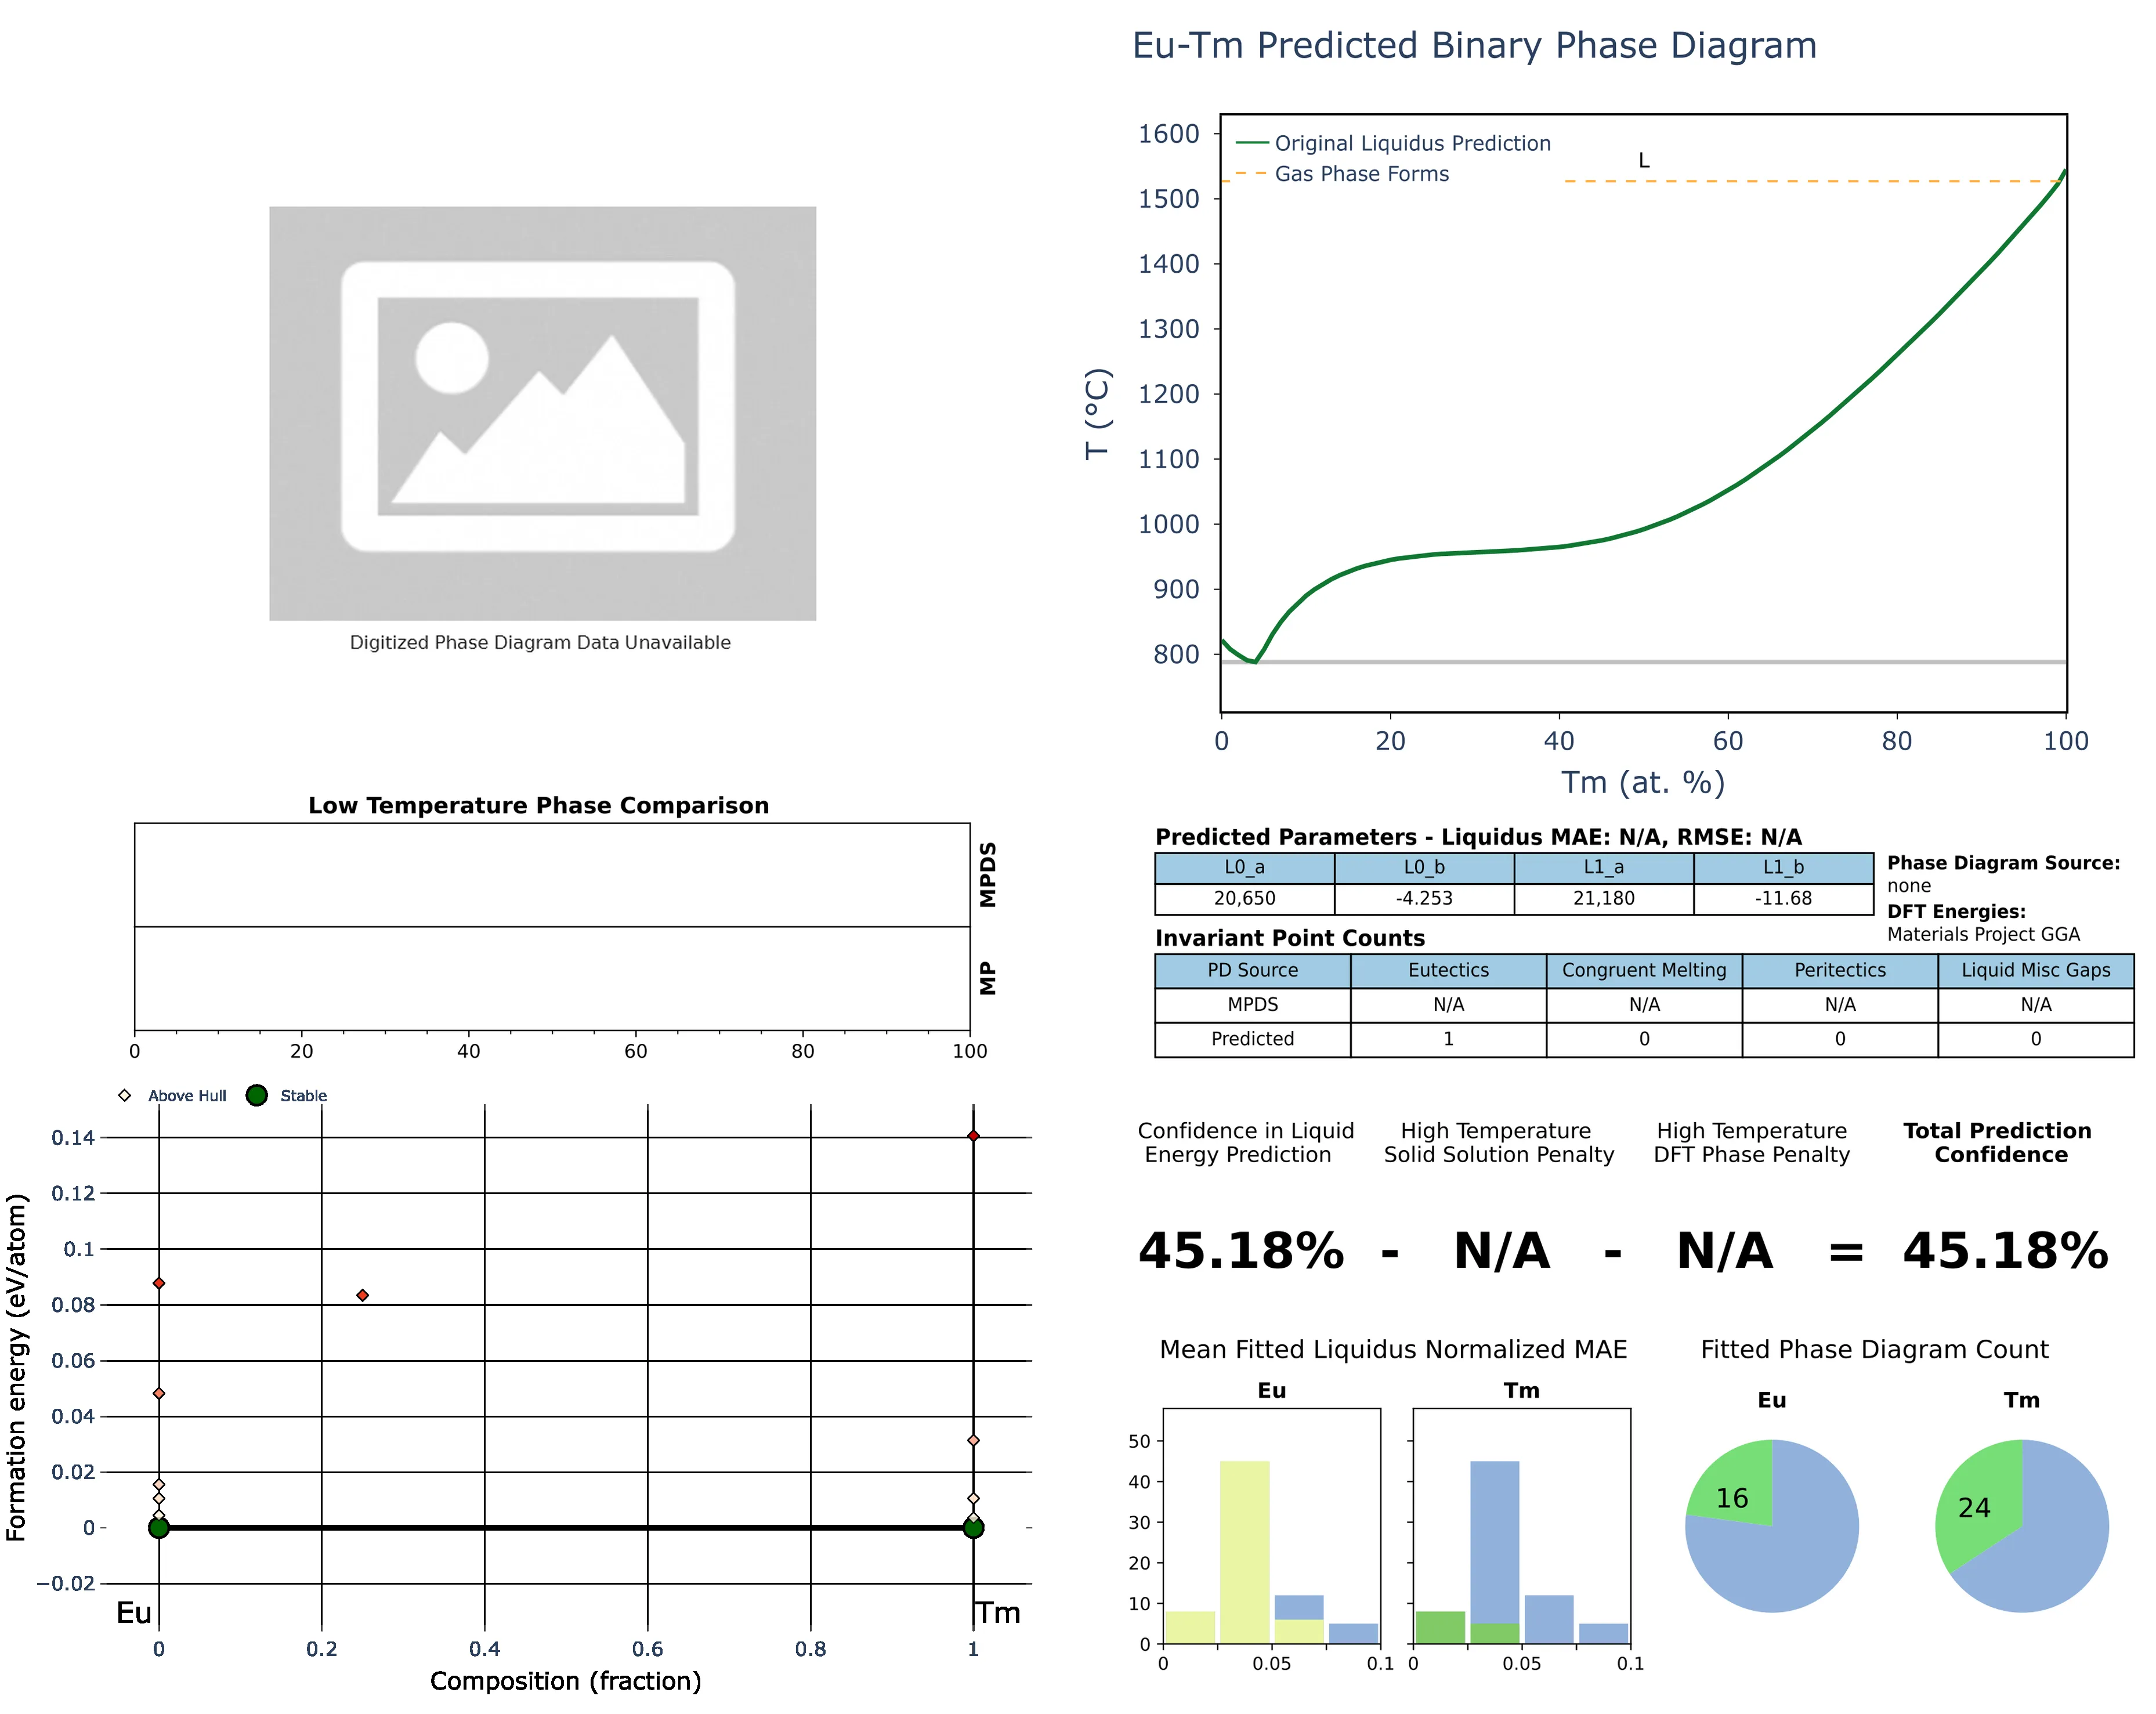 Eu-Tm Predicted Binary Phase Diagram
Original Liquidus Prediction
Gas Phase Forms
L
1600
1500
1400
1300
1200
1100
1000
900
800
T (°C)
0 20 40 60 80 100
Tm (at. %)
Digitized Phase Diagram Data Unavailable
Low Temperature Phase Comparison
MPDS
MP
0 20 40 60 80 100
Predicted Parameters - Liquidus MAE: N/A, RMSE: N/A
L0_a L0_b L1_a L1_b
20,650 -4.253 21,180 -11.68
Phase Diagram Source:
none
DFT Energies:
Materials Project GGA
Invariant Point Counts
PD Source Eutectics Congruent Melting Peritectics Liquid Misc Gaps
MPDS N/A N/A N/A N/A
Predicted 1 0 0 0
Above Hull Stable
0.14
0.12
0.1
0.08
0.06
0.04
0.02
0
−0.02
Formation energy (eV/atom)
Eu Tm
0 0.2 0.4 0.6 0.8 1
Composition (fraction)
Confidence in Liquid
Energy Prediction
High Temperature
Solid Solution Penalty
High Temperature
DFT Phase Penalty
Total Prediction
Confidence
45.18% - N/A - N/A = 45.18%
Mean Fitted Liquidus Normalized MAE
Eu Tm
50
40
30
20
10
0
0 0.05 0.1 0 0.05 0.1
Fitted Phase Diagram Count
Eu Tm
16 24